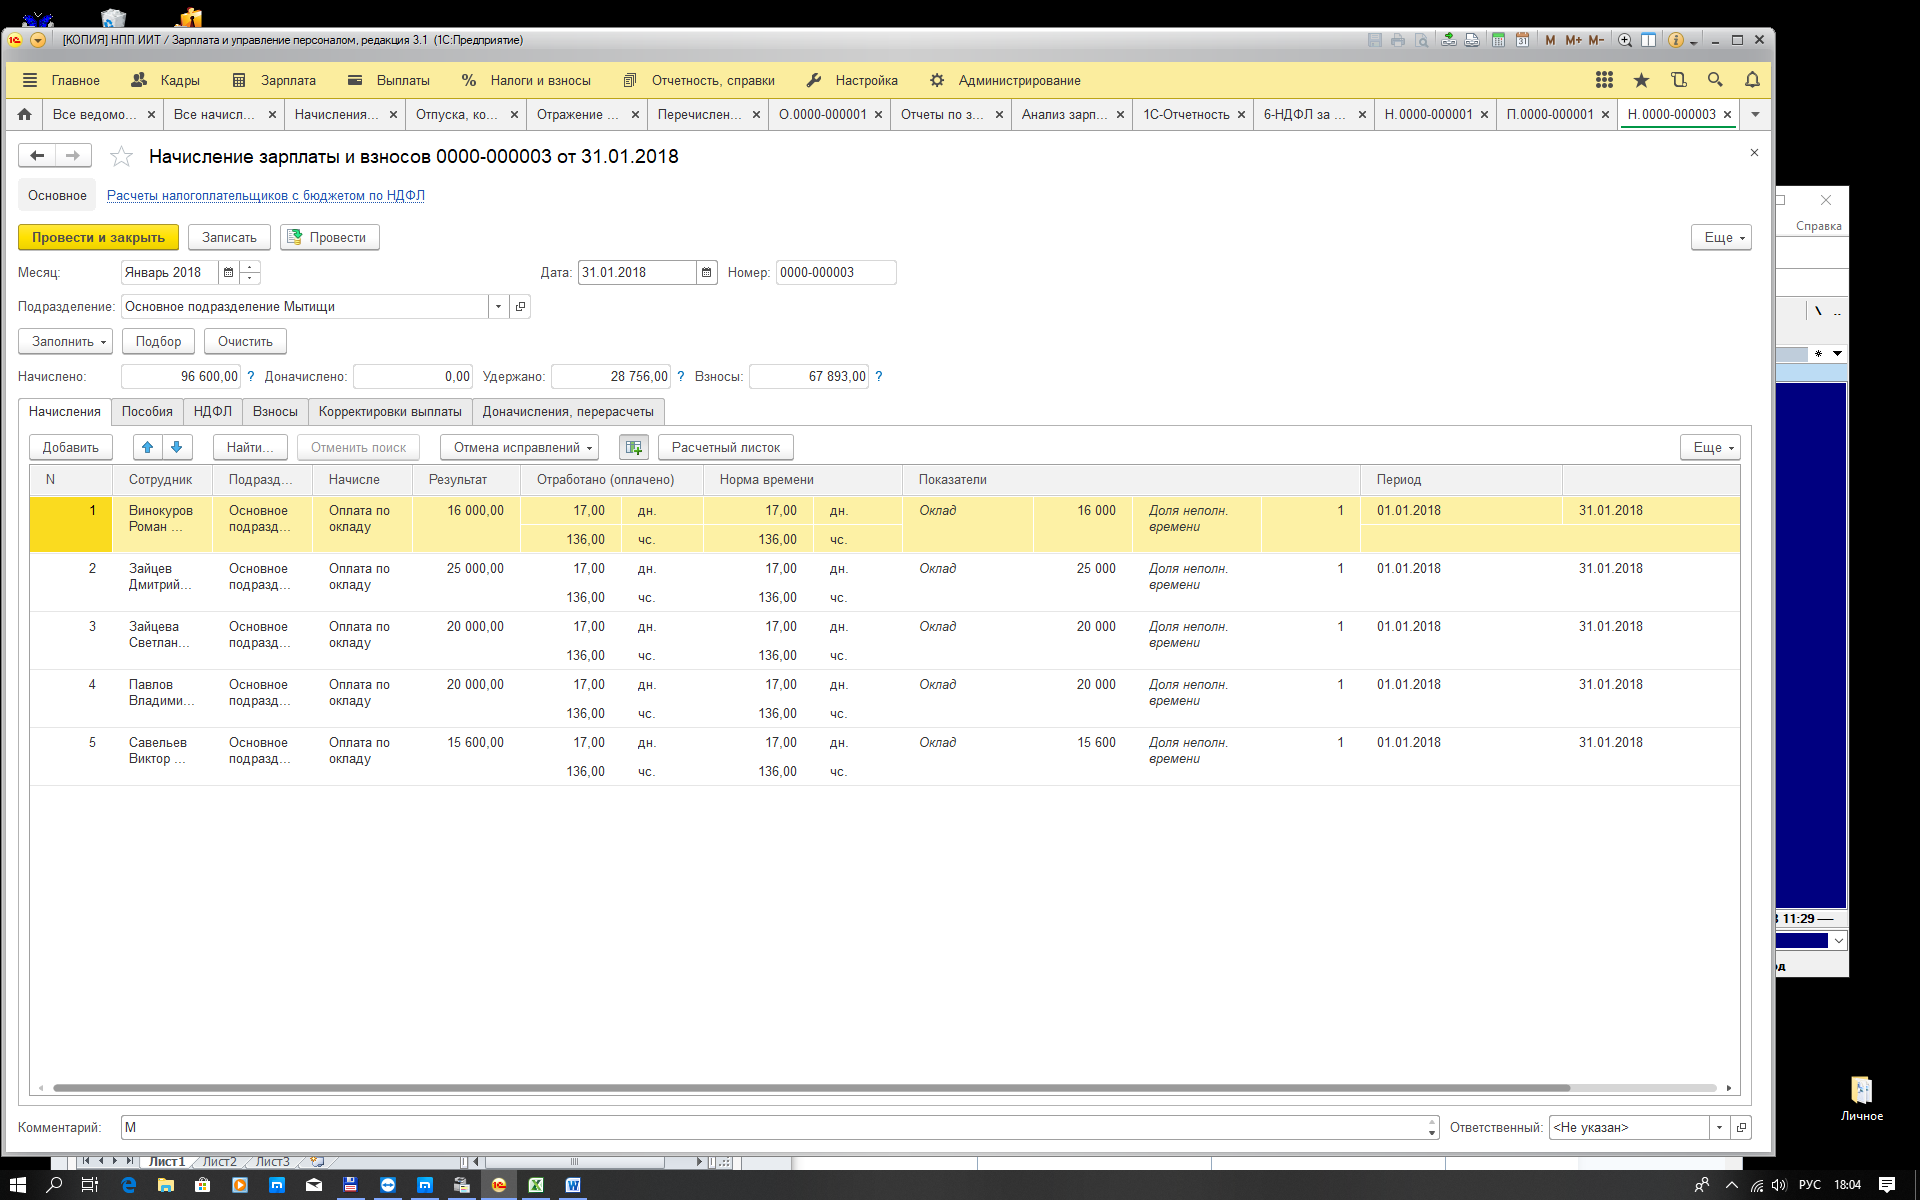 [КОПИЯ] НПП ИИТ / Зарплата и управление персоналом, редакция 3.1 (1С:Предприятие)
M M+ M-
Главное Кадры Зарплата Выплаты Налоги и взносы Отчетность, справки Настройка Администрирование
Все ведомо... Все начисл... Начисления... Отпуска, ко... Отражение ... Перечислен... О.0000-000001 Отчеты по з... Анализ зарп... 1С-Отчетность 6-НДФЛ за ... Н.0000-000001 П.0000-000001 Н.0000-000003
Начисление зарплаты и взносов 0000-000003 от 31.01.2018
Основное Расчеты налогоплательщиков с бюджетом по НДФЛ
Справка
Провести и закрыть Записать Провести Еще
Месяц: Январь 2018 Дата: 31.01.2018 Номер: 0000-000003
Подразделение: Основное подразделение Мытищи
Заполнить Подбор Очистить
Начислено: 96 600,00 ? Доначислено: 0,00 Удержано: 28 756,00 ? Взносы: 67 893,00 ?
Начисления Пособия НДФЛ Взносы Корректировки выплаты Доначисления, перерасчеты
Добавить Найти... Отменить поиск Отмена исправлений Расчетный листок Еще
N Сотрудник Подразд... Начисле Результат Отработано (оплачено) Норма времени Показатели Период
1 Винокуров Основное Оплата по 16 000,00 17,00 дн. 17,00 дн. Оклад 16 000 Доля неполн. 1 01.01.2018 31.01.2018
Роман ... подразд... окладу времени
136,00 чс. 136,00 чс.
2 Зайцев Основное Оплата по 25 000,00 17,00 дн. 17,00 дн. Оклад 25 000 Доля неполн. 1 01.01.2018 31.01.2018
Дмитрий... подразд... окладу времени
136,00 чс. 136,00 чс.
3 Зайцева Основное Оплата по 20 000,00 17,00 дн. 17,00 дн. Оклад 20 000 Доля неполн. 1 01.01.2018 31.01.2018
Светлан... подразд... окладу времени
136,00 чс. 136,00 чс.
4 Павлов Основное Оплата по 20 000,00 17,00 дн. 17,00 дн. Оклад 20 000 Доля неполн. 1 01.01.2018 31.01.2018
Владими... подразд... окладу времени
136,00 чс. 136,00 чс.
5 Савельев Основное Оплата по 15 600,00 17,00 дн. 17,00 дн. Оклад 15 600 Доля неполн. 1 01.01.2018 31.01.2018
Виктор ... подразд... окладу времени
136,00 чс. 136,00 чс.
11:29
Личное
Комментарий: М Ответственный: <Не указан>
Лист1 Лист2 Лист3
РУС 18:04